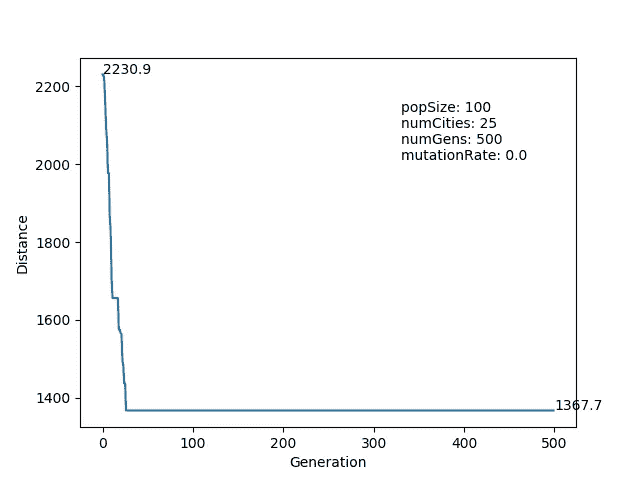 2230.9
2200
popSize: 100
numCities: 25
numGens: 500
mutationRate: 0.0
2000
1800
Distance
1600
1400
1367.7
0 100 200 300 400 500
Generation